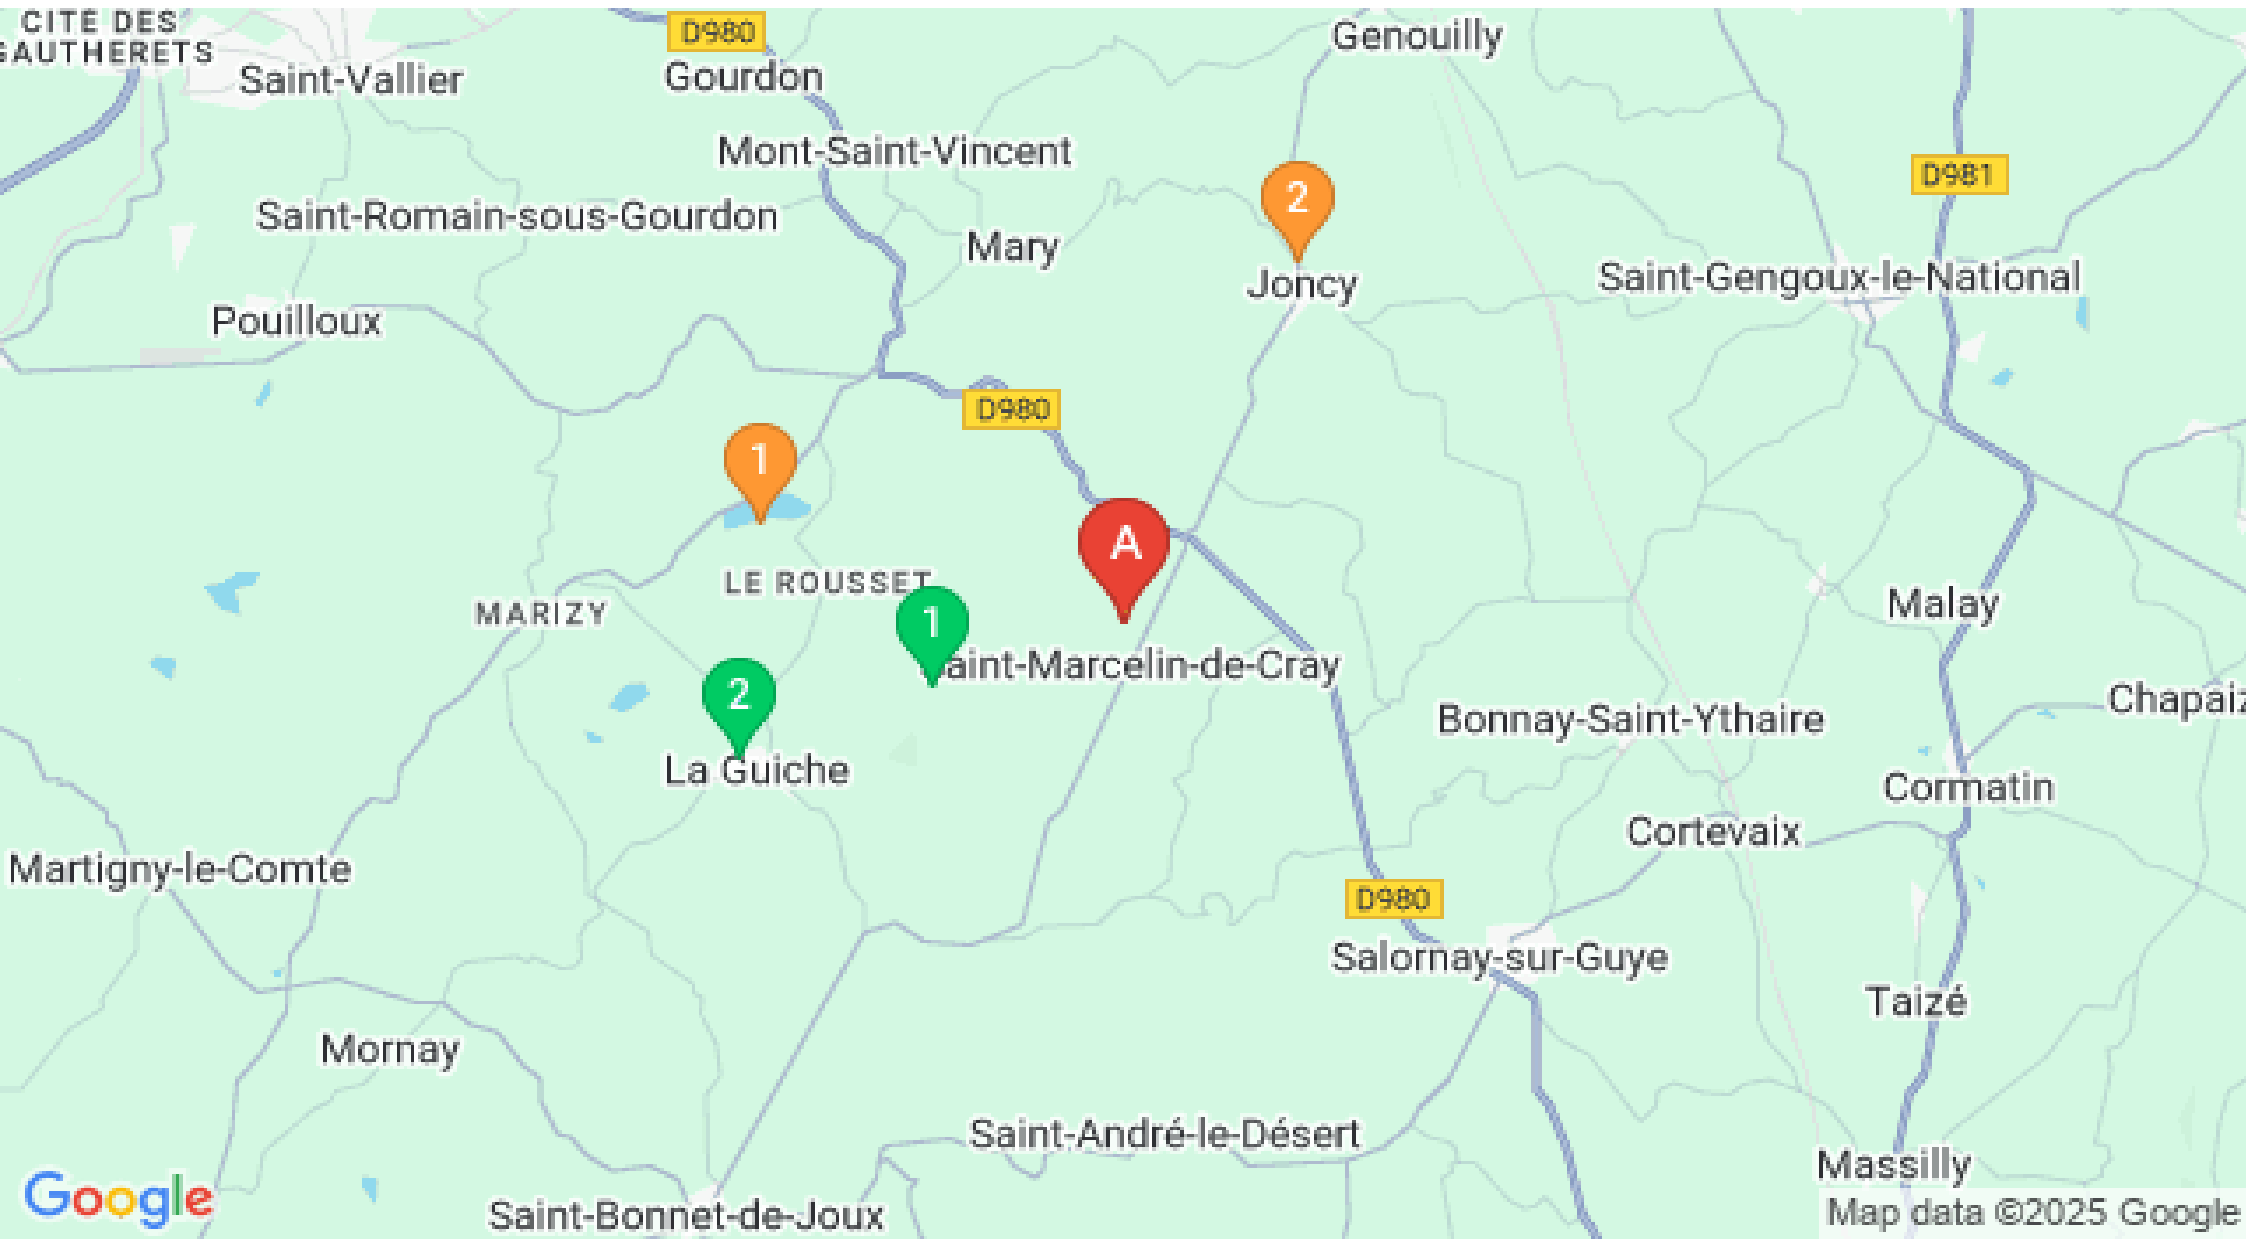 CITÉ DES
GAUTHERETS
Saint-Vallier
D980
Gourdon
Genouilly
Mont-Saint-Vincent
D981
Saint-Romain-sous-Gourdon
2
Mary
Joncy
Saint-Gengoux-le-National
Pouilloux
D980
1
A
LE ROUSSET
MARIZY
1
Malay
Saint-Marcelin-de-Cray
2
Bonnay-Saint-Ythaire
Chapaiz
La Guiche
Cormatin
Cortevaix
Martigny-le-Comte
D980
Salornay-sur-Guye
Taizé
Mornay
Saint-André-le-Désert
Massilly
Google
Saint-Bonnet-de-Joux
Map data ©2025 Google